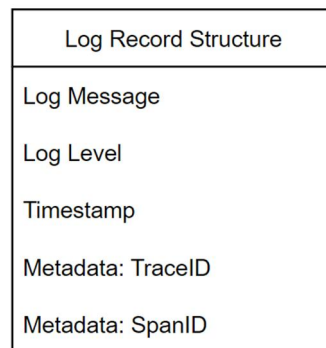 Log Record Structure
Log Message
Log Level
Timestamp
Metadata: TraceID
Metadata: SpanID